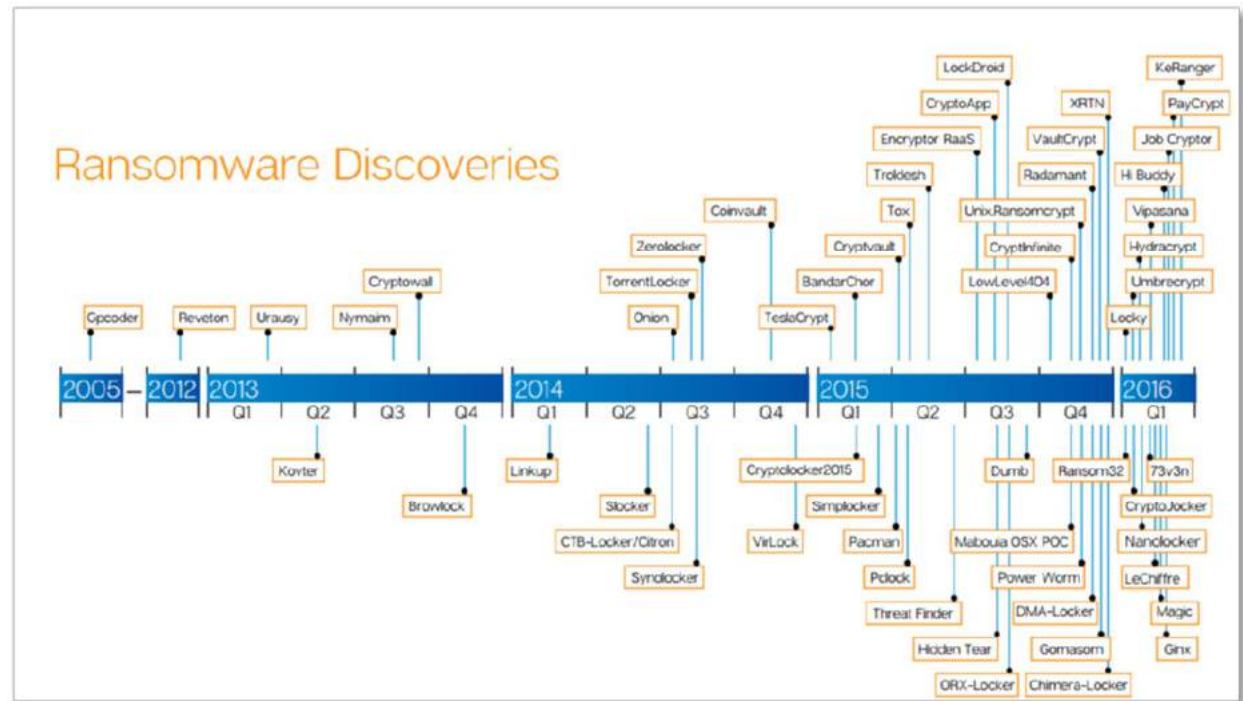 LockDroid
KeRanger
CryptoApp
XRTN
PayCrypt
Ransomware Discoveries
Encryptor RaaS
VaultCrypt
Job Cryptor
Troldesh
Radamant
Hi Buddy
Coinvault
Tox
Unix.Ransomcrypt
Vipasana
Zerolocker
Cryptvault
CryptInfinite
Hydracrypt
Cryptowall
TorrentLocker
BandarChor
LowLevel404
Umbrecrypt
Gpcoder
Reveton
Urausy
Nymaim
Onion
TeslaCrypt
Locky
2005 – 2012 2013 2014 2015 2016
Q1 Q2 Q3 Q4 Q1 Q2 Q3 Q4 Q1 Q2 Q3 Q4 Q1
Kovter
Linkup
Cryptolocker2015
Dumb
Ransom32
73v3n
Browlock
Slocker
Simplocker
CryptoJocker
CTB-Locker/Citron
VirLock
Pacman
Mabouia OSX POC
Nanolocker
Synolocker
Pclock
Power Worm
LeChiffre
Threat Finder
DMA-Locker
Magic
Hidden Tear
Gomasom
Ginx
ORX-Locker
Chimera-Locker